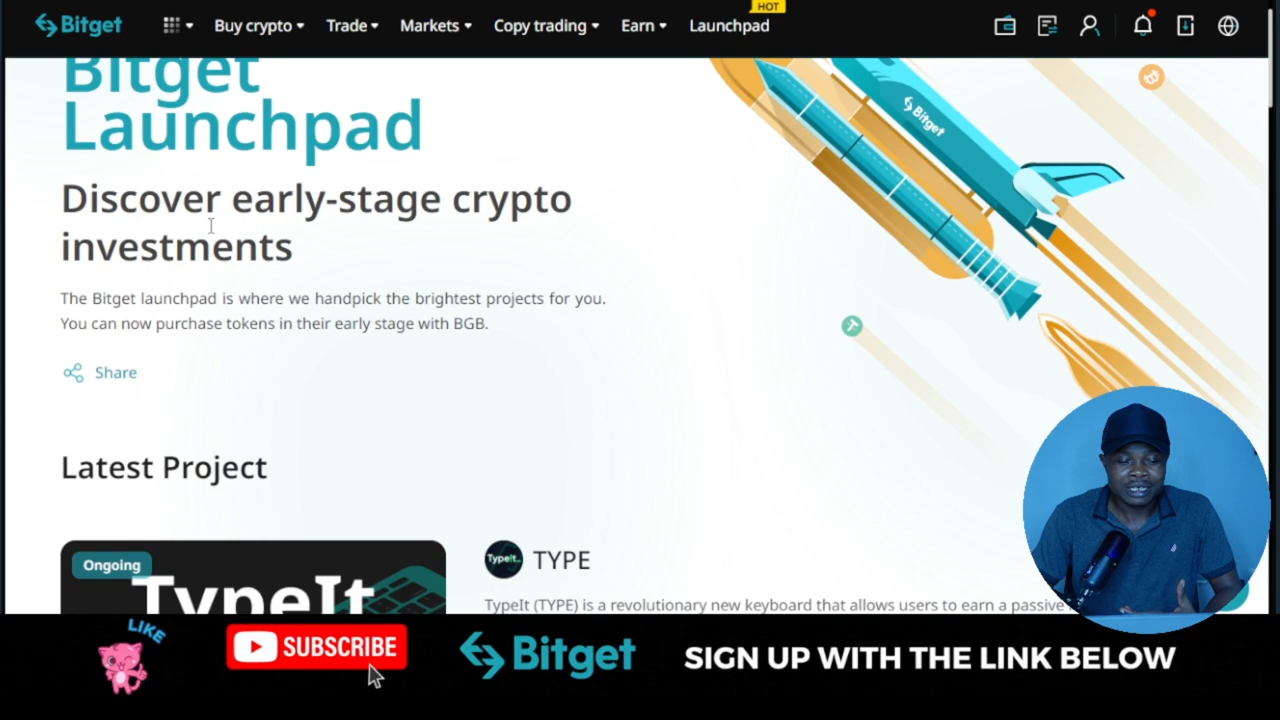 Bitget
Buy crypto
Trade
Markets
Copy trading
Earn
Launchpad
HOT
Bitget
Launchpad
Bitget
Discover early-stage crypto
investments
The Bitget launchpad is where we handpick the brightest projects for you.
You can now purchase tokens in their early stage with BGB.
Share
Latest Project
Ongoing
TypeIt
TypeIt..
TYPE
TypeIt (TYPE) is a revolutionary new keyboard that allows users to earn a passive
LIKE
SUBSCRIBE
Bitget
SIGN UP WITH THE LINK BELOW